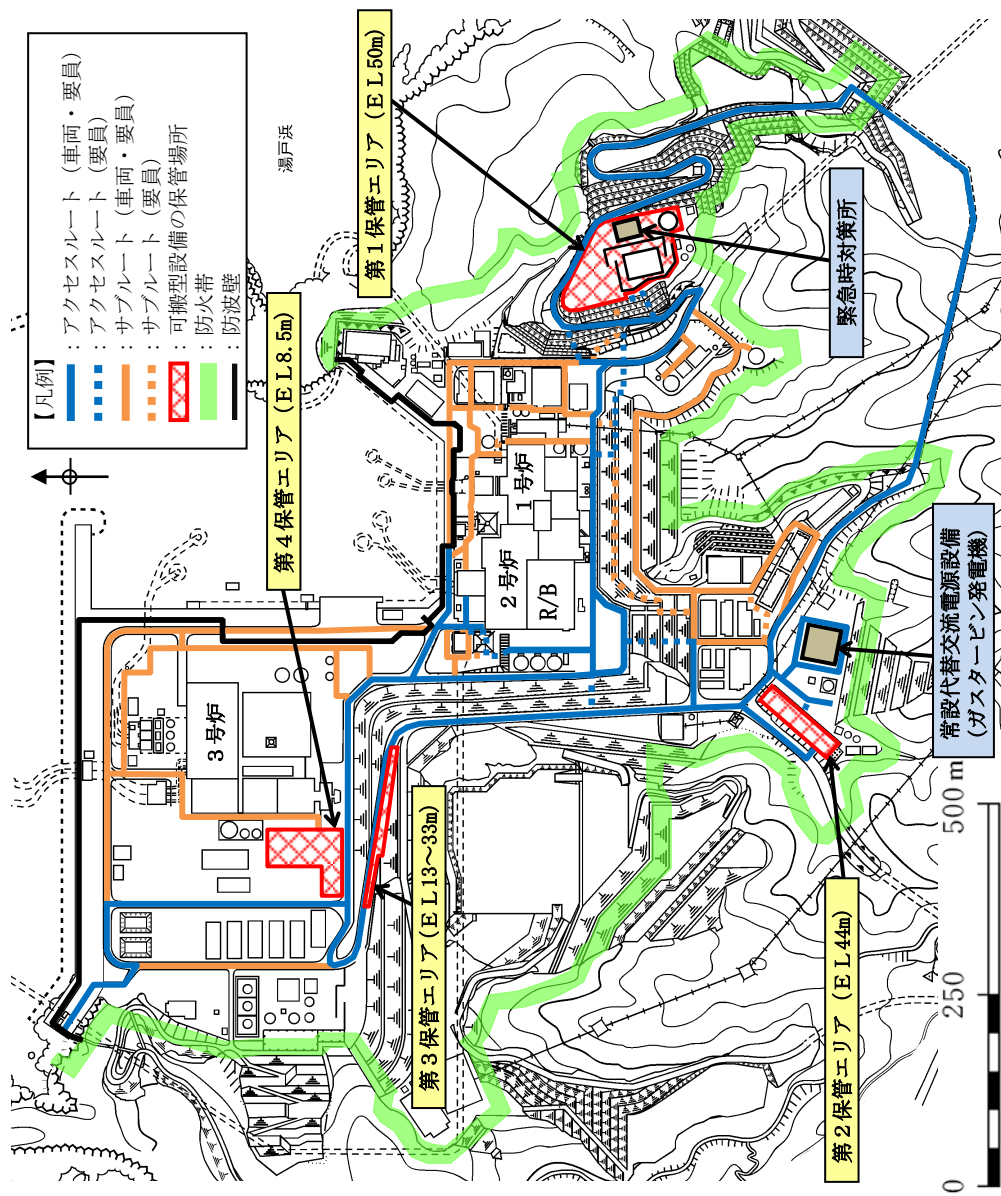 【凡例】
：アクセスルート（車両・要員）
：アクセスルート（要員）
：サブルート（車両・要員）
：サブルート（要員）
：可搬型設備の保管場所
：防火帯
：防波壁
湯戸浜
第１保管エリア（ＥＬ50ｍ）
第４保管エリア（ＥＬ8.5ｍ）
緊急時対策所
１号炉
２号炉
R/B
３号炉
第３保管エリア（ＥＬ13～33ｍ）
常設代替交流電源設備
(ガスタービン発電機)
第２保管エリア（ＥＬ44ｍ）
0 250 500ｍ